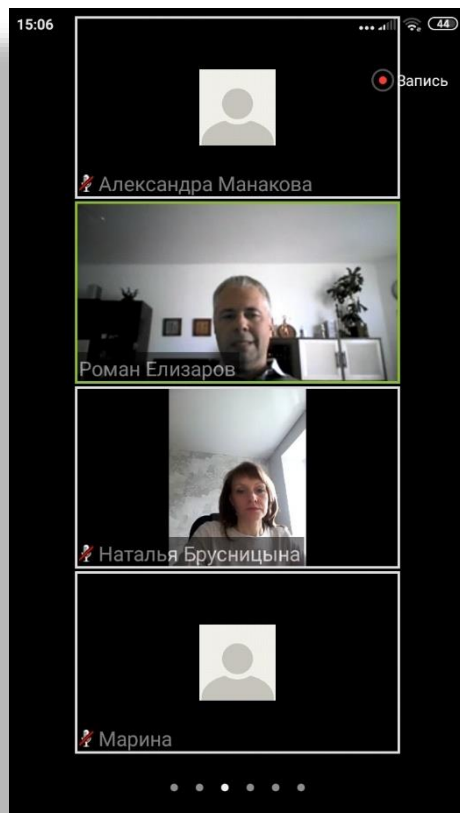 15:06
44
Запись
Александра Манакова
Роман Елизаров
Наталья Брусницына
Марина